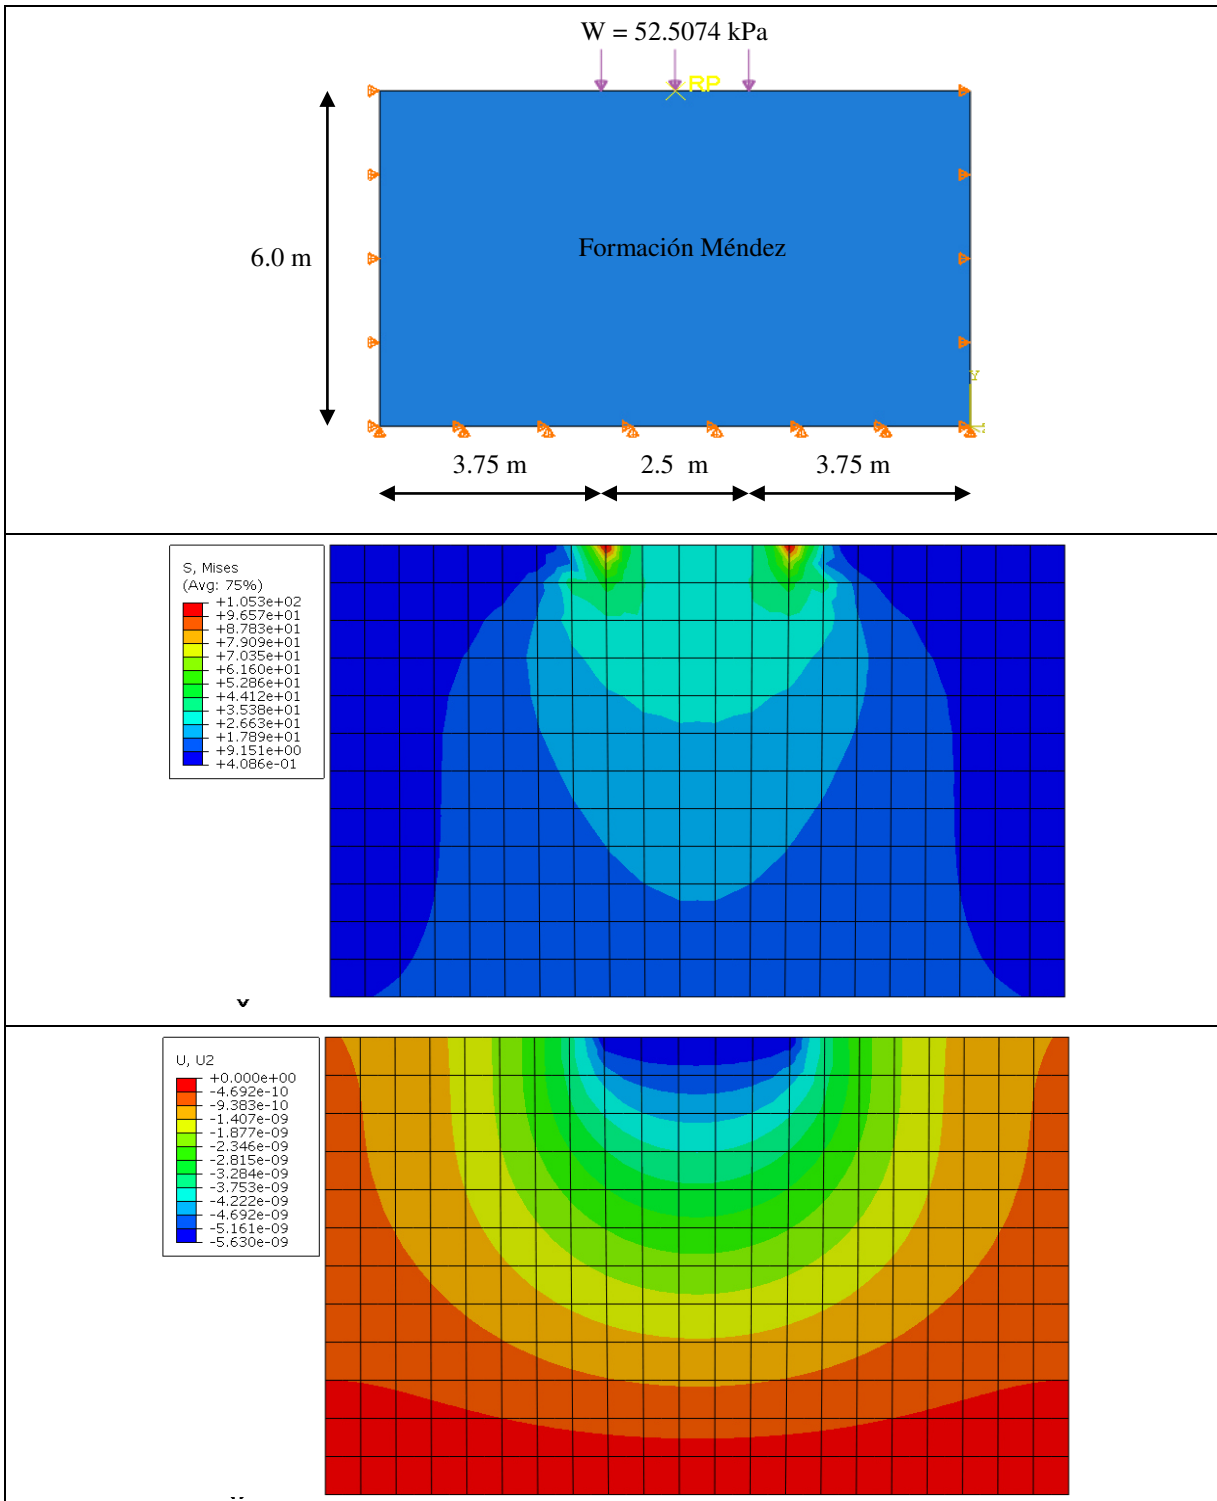 W = 52.5074 kPa
RP
6.0 m
Formación Méndez
Y
3.75 m
2.5 m
3.75 m
S, Mises
(Avg: 75%)
+1.053e+02
+9.657e+01
+8.783e+01
+7.909e+01
+7.035e+01
+6.160e+01
+5.286e+01
+4.412e+01
+3.538e+01
+2.663e+01
+1.789e+01
+9.151e+00
+4.086e-01
U, U2
+0.000e+00
-4.692e-10
-9.383e-10
-1.407e-09
-1.877e-09
-2.346e-09
-2.815e-09
-3.284e-09
-3.753e-09
-4.222e-09
-4.692e-09
-5.161e-09
-5.630e-09